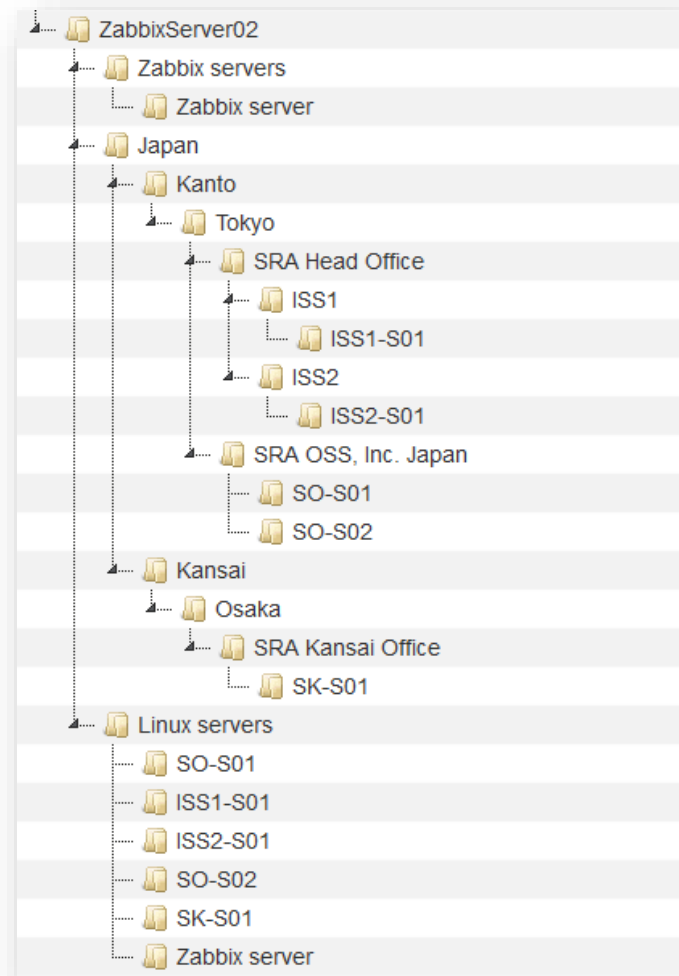 ZabbixServer02
Zabbix servers
Zabbix server
Japan
Kanto
Tokyo
SRA Head Office
ISS1
ISS1-S01
ISS2
ISS2-S01
SRA OSS, Inc. Japan
SO-S01
SO-S02
Kansai
Osaka
SRA Kansai Office
SK-S01
Linux servers
SO-S01
ISS1-S01
ISS2-S01
SO-S02
SK-S01
Zabbix server